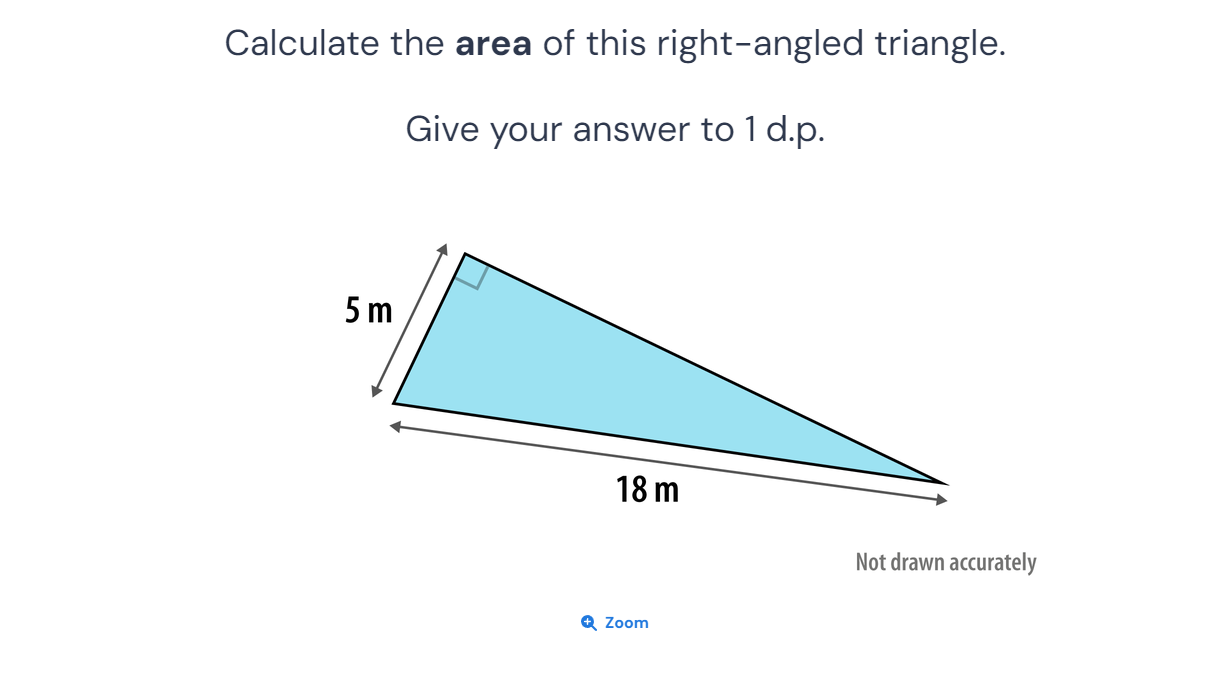 Calculate the area of this right-angled triangle.
Give your answer to 1 d.p.
5 m
18 m
Not drawn accurately
Zoom